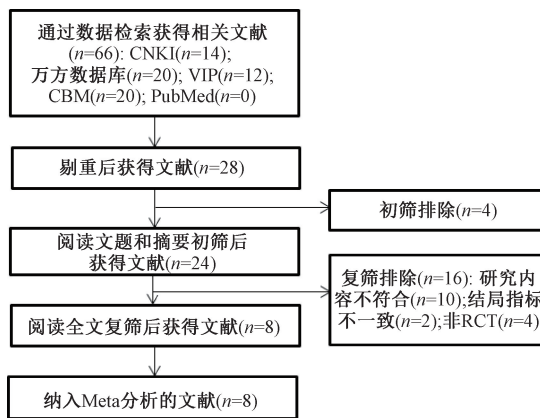 通过数据检索获得相关文献
(n=66): CNKI(n=14);
万方数据库(n=20); VIP(n=12);
CBM(n=20); PubMed(n=0)
剔重后获得文献(n=28)
初筛排除(n=4)
阅读文题和摘要初筛后
获得文献(n=24)
复筛排除(n=16): 研究内
容不符合(n=10);结局指标
不一致(n=2);非RCT(n=4)
阅读全文复筛后获得文献(n=8)
纳入Meta分析的文献(n=8)